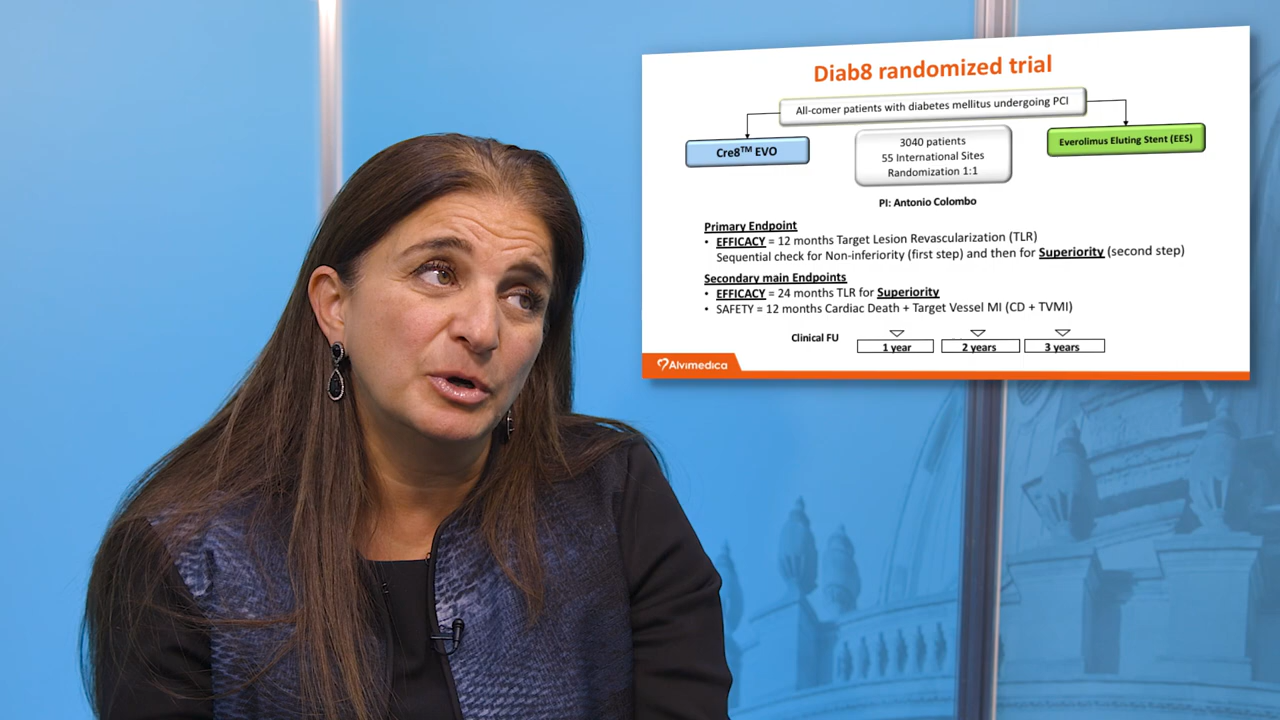 Diab8 randomized trial
All-comer patients with diabetes mellitus undergoing PCI
Cre8TM EVO
3040 patients
55 International Sites
Randomization 1:1
Everolimus Eluting Stent (EES)
PI: Antonio Colombo
Primary Endpoint
• EFFICACY = 12 months Target Lesion Revascularization (TLR)
Sequential check for Non-inferiority (first step) and then for Superiority (second step)
Secondary main Endpoints
• EFFICACY = 24 months TLR for Superiority
• SAFETY = 12 months Cardiac Death + Target Vessel MI (CD + TVMI)
Clinical FU
1 year
2 years
3 years
Alvimedica